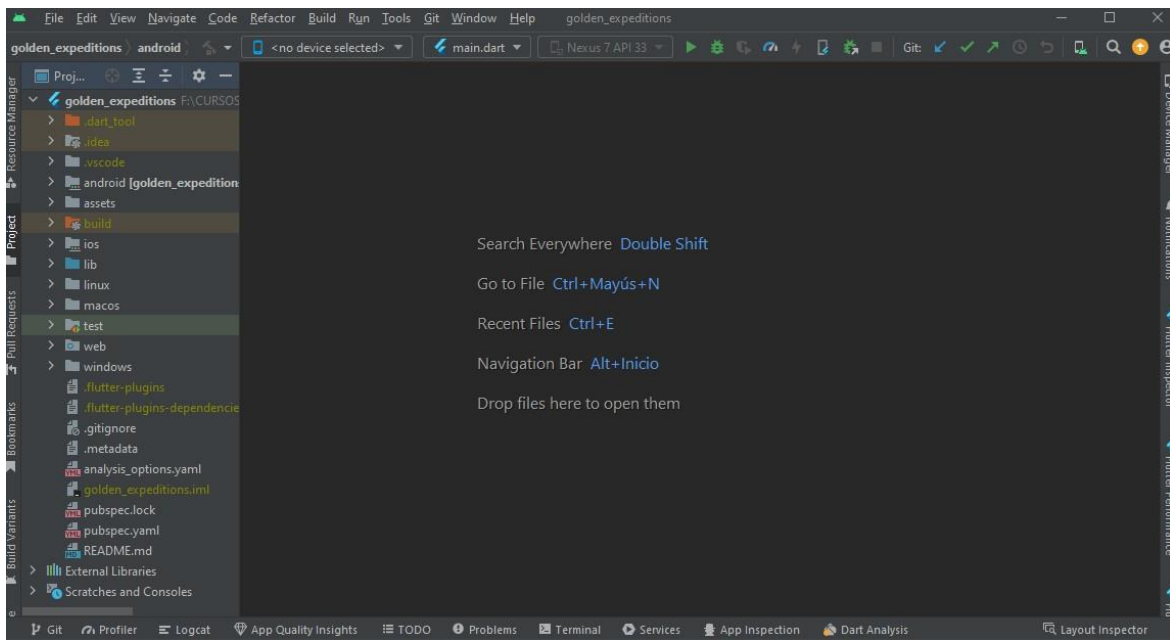 File Edit View Navigate Code Refactor Build Run Tools Git Window Help golden_expeditions
golden_expeditions android <no device selected> main.dart Nexus 7 API 33 Git:
Proj...
golden_expeditions F:\CURSOS
.dart_tool
.idea
.vscode
android [golden_expedition
assets
build
ios
lib
linux
macos
test
web
windows
.flutter-plugins
.flutter-plugins-dependencie
.gitignore
.metadata
analysis_options.yaml
golden_expeditions.iml
pubspec.lock
pubspec.yaml
README.md
External Libraries
Scratches and Consoles
Resource Manager
Project
Pull Requests
Bookmarks
Build Variants
Search Everywhere Double Shift
Go to File Ctrl+Mayús+N
Recent Files Ctrl+E
Navigation Bar Alt+Inicio
Drop files here to open them
Device Manager
Notifications
Flutter Inspector
Flutter Performance
Git Profiler Logcat App Quality Insights TODO Problems Terminal Services App Inspection Dart Analysis Layout Inspector